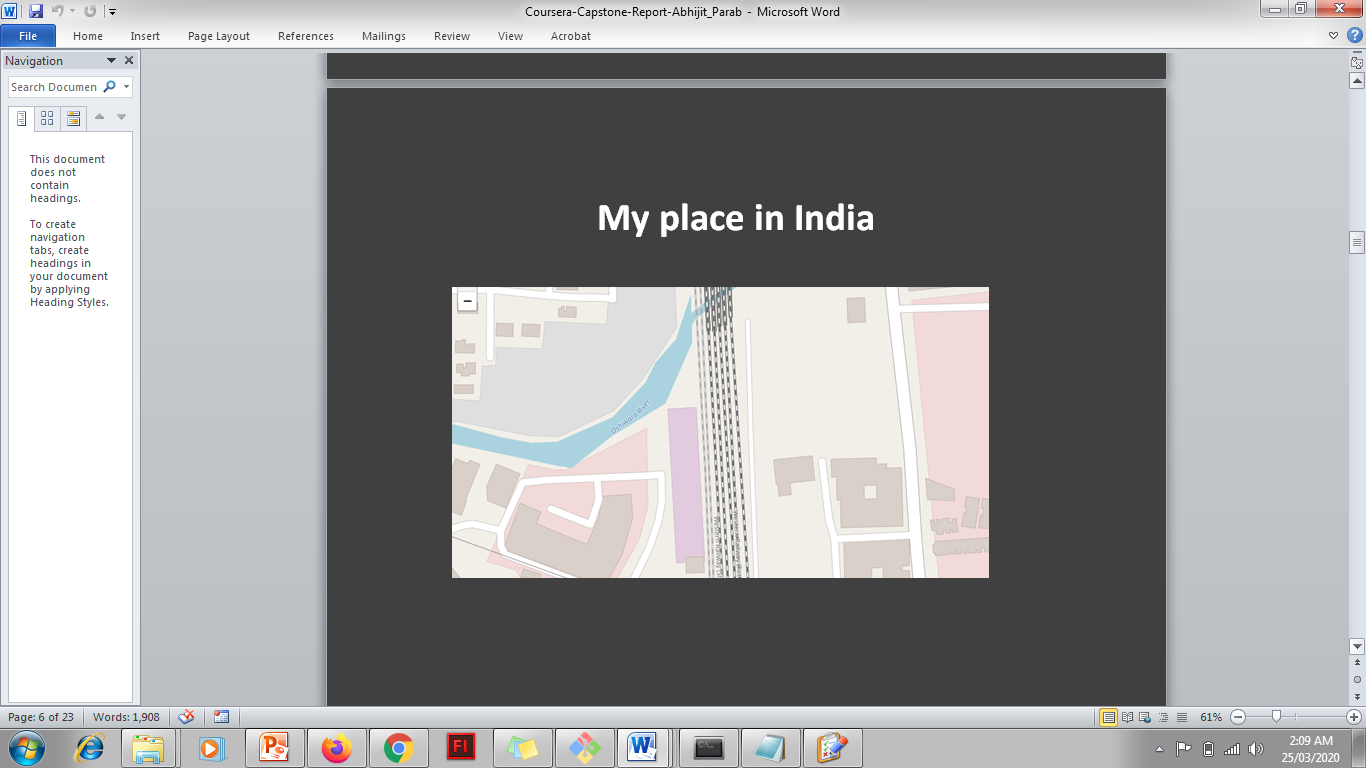 Coursera-Capstone-Report-Abhijit_Parab - Microsoft Word
File Home Insert Page Layout References Mailings Review View Acrobat
Navigation
Search Documen
This document
does not
contain
headings.
To create
navigation
tabs, create
headings in
your document
by applying
Heading Styles.
My place in India
Oshiwara River
Page: 6 of 23 Words: 1,908 61%
2:09 AM
25/03/2020